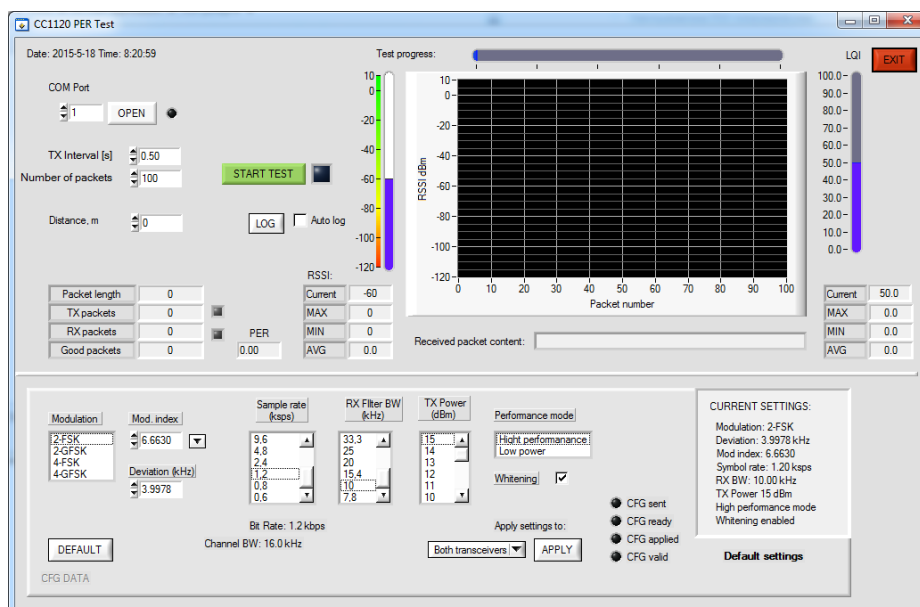 CC1120 PER Test
Date: 2015-5-18 Time: 8:20:59
Test progress:
LQI
EXIT
COM Port
1
OPEN
TX Interval [s]
0.50
Number of packets
100
START TEST
Distance, m
0
LOG
Auto log
10
0
-20
-40
-60
-80
-100
-120
RSSI dBm
10
0
-20
-40
-60
-80
-100
-120
0 10 20 30 40 50 60 70 80 90 100
Packet number
100.0
90.0
80.0
70.0
60.0
50.0
40.0
30.0
20.0
10.0
0.0
Packet length 0
TX packets 0
RX packets 0
Good packets 0
PER
0.00
RSSI:
Current -60
MAX 0
MIN 0
AVG 0.0
Received packet content:
Current 50.0
MAX 0.0
MIN 0.0
AVG 0.0
Modulation
2-FSK
2-GFSK
4-FSK
4-GFSK
Mod. index
6.6630
Deviation (kHz)
3.9978
Sample rate
(ksps)
9,6
4,8
2,4
1,2
0,8
0,6
RX FIlter BW
(kHz)
33,3
25
20
15,4
10
7,8
TX Power
(dBm)
15
14
13
12
11
10
Performance mode
Hight performanance
Low power
Whitening
Bit Rate: 1.2 kbps
Channel BW: 16.0 kHz
Apply settings to:
Both transceivers
APPLY
CFG sent
CFG ready
CFG applied
CFG valid
DEFAULT
CFG DATA
CURRENT SETTINGS:
Modulation: 2-FSK
Deviation: 3.9978 kHz
Mod index: 6.6630
Symbol rate: 1.20 ksps
RX BW: 10.00 kHz
TX Power 15 dBm
High performance mode
Whitening enabled
Default settings